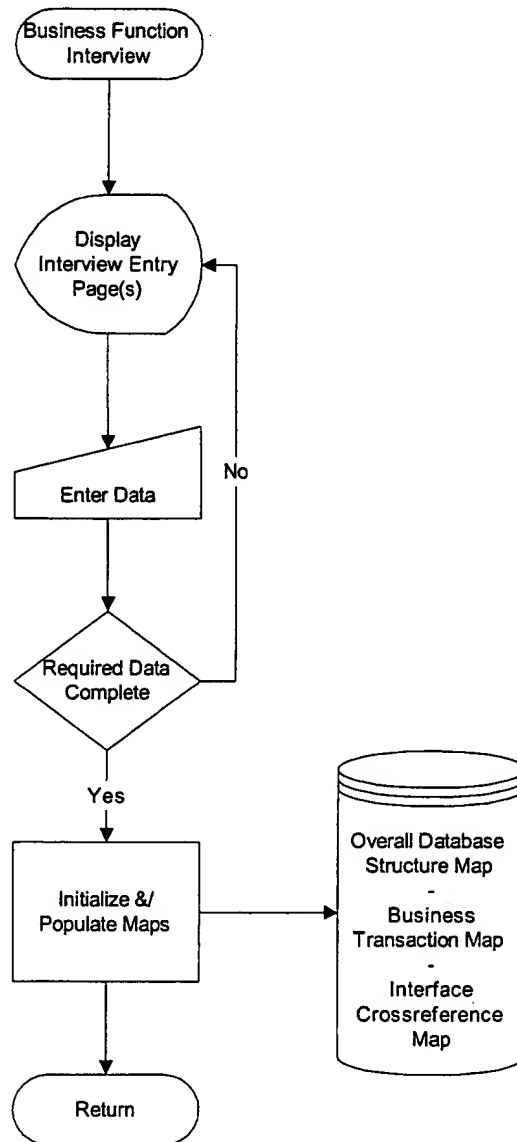 Business Function
Interview
Display
Interview Entry
Page(s)
Enter Data
No
Required Data
Complete
Yes
Initialize &/
Populate Maps
Overall Database
Structure Map
-
Business
Transaction Map
-
Interface
Crossreference
Map
Return